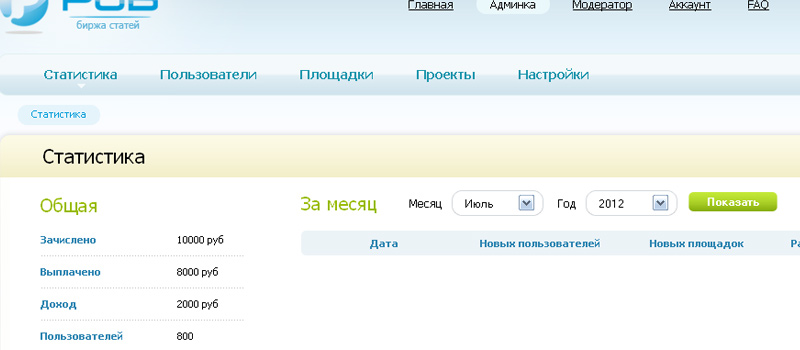 Главная Админка Модератор Аккаунт FAQ
биржа статей
Статистика Пользователи Площадки Проекты Настройки
Статистика
Статистика
Общая
За месяц Месяц Июль Год 2012 Показать
Зачислено 10000 руб
Дата Новых пользователей Новых площадок
Выплачено 8000 руб
Доход 2000 руб
Пользователей 800